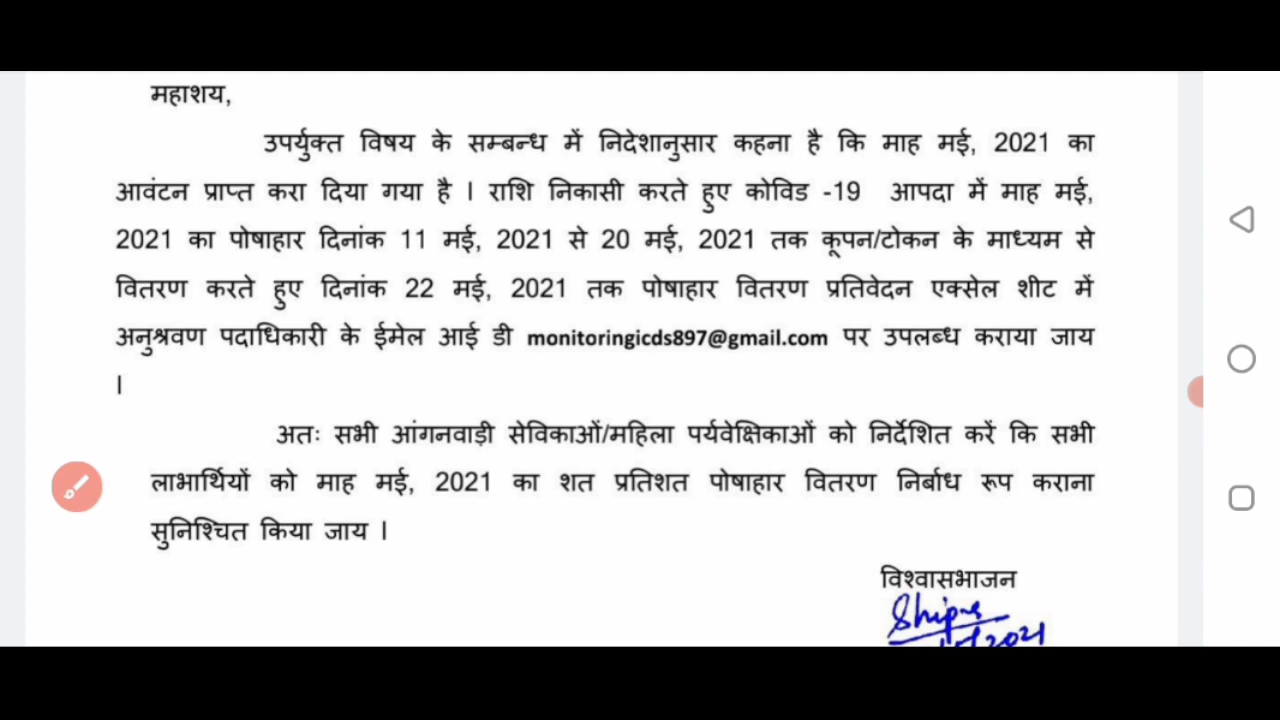 महाशय,
उपर्युक्त विषय के सम्बन्ध में निदेशानुसार कहना है कि माह मई, 2021 का
आवंटन प्राप्त करा दिया गया है । राशि निकासी करते हुए कोविड -19 आपदा में माह मई,
2021 का पोषाहार दिनांक 11 मई, 2021 से 20 मई, 2021 तक कूपन/टोकन के माध्यम से
वितरण करते हुए दिनांक 22 मई, 2021 तक पोषाहार वितरण प्रतिवेदन एक्सेल शीट में
अनुश्रवण पदाधिकारी के ईमेल आई डी monitoringicds897@gmail.com पर उपलब्ध कराया जाय
।
अतः सभी आंगनवाड़ी सेविकाओं/महिला पर्यवेक्षिकाओं को निर्देशित करें कि सभी
लाभार्थियों को माह मई, 2021 का शत प्रतिशत पोषाहार वितरण निर्बाध रूप कराना
सुनिश्चित किया जाय ।
विश्वासभाजन